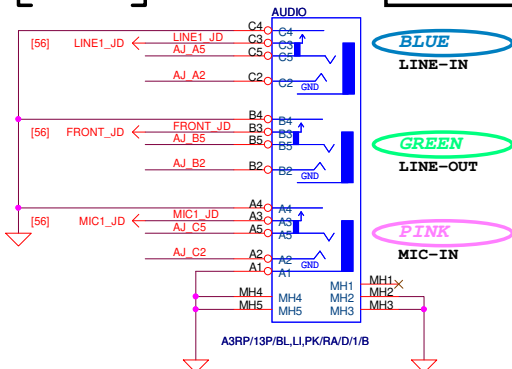 AUDIO
C4 C4
[56] LINE1_JD LINE1_JD C3 C3 BLUE
AJ_A5 C5 C5 LINE-IN
AJ_A2 C2 C2
GND
B4 B4
[56] FRONT_JD FRONT_JD B3 B3 GREEN
AJ_B5 B5 B5 LINE-OUT
AJ_B2 B2 B2
GND
A4 A4
[56] MIC1_JD MIC1_JD A3 A3 PINK
AJ_C5 A5 A5 MIC-IN
AJ_C2 A2 A2
GND
A1 A1
MH1 MH1
MH4 MH4 MH2 MH2
MH5 MH5 MH3 MH3
A3RP/13P/BL,LI,PK/RA/D/1/B